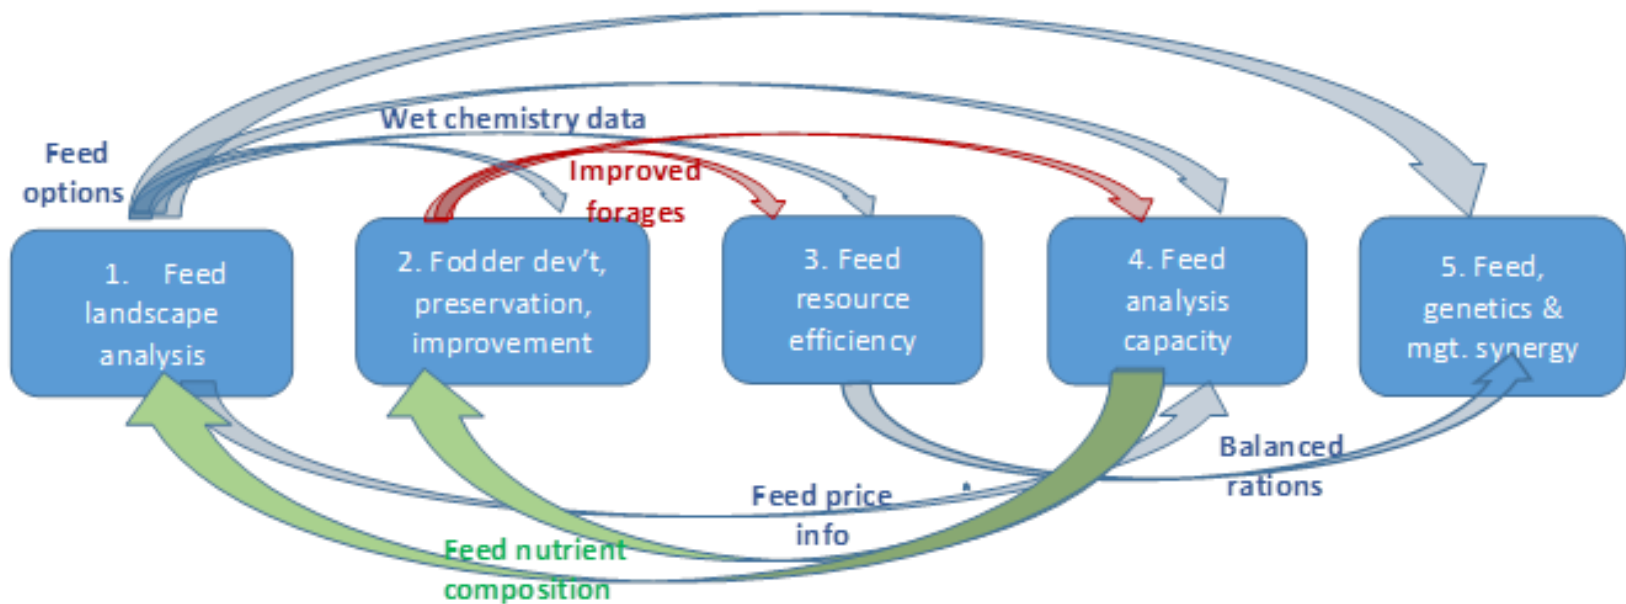 Wet chemistry data
Feed
options
Improved
forages
1. Feed
landscape
analysis
2. Fodder dev't,
preservation,
improvement
3. Feed
resource
efficiency
4. Feed
analysis
capacity
5. Feed,
genetics &
mgt. synergy
Balanced
rations
Feed price
info
Feed nutrient
composition